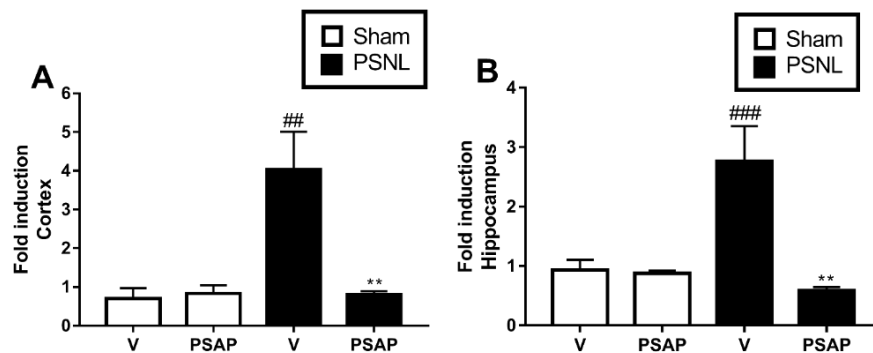 Sham
PSNL
A
Fold induction
Cortex
6
5
4
3
2
1
0
##
**
V
PSAP
V
PSAP
Sham
PSNL
B
Fold induction
Hippocampus
4
3
2
1
0
###
**
V
PSAP
V
PSAP